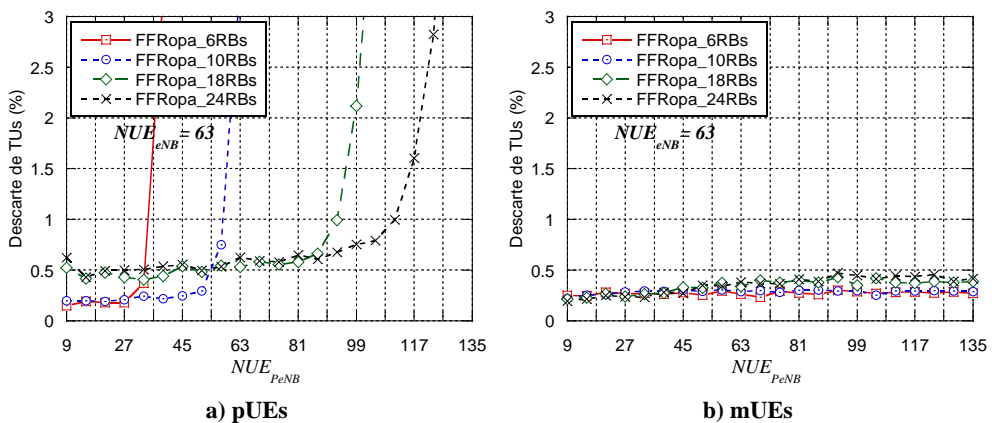 3
2.5
2
1.5
1
0.5
0
Descarte de TUs (%)
FFRopa_6RBs
FFRopa_10RBs
FFRopa_18RBs
FFRopa_24RBs
NUE_eNB = 63
9 27 45 63 81 99 117 135
NUE_PeNB
a) pUEs
3
2.5
2
1.5
1
0.5
0
Descarte de TUs (%)
FFRopa_6RBs
FFRopa_10RBs
FFRopa_18RBs
FFRopa_24RBs
NUE_eNB = 63
9 27 45 63 81 99 117 135
NUE_PeNB
b) mUEs